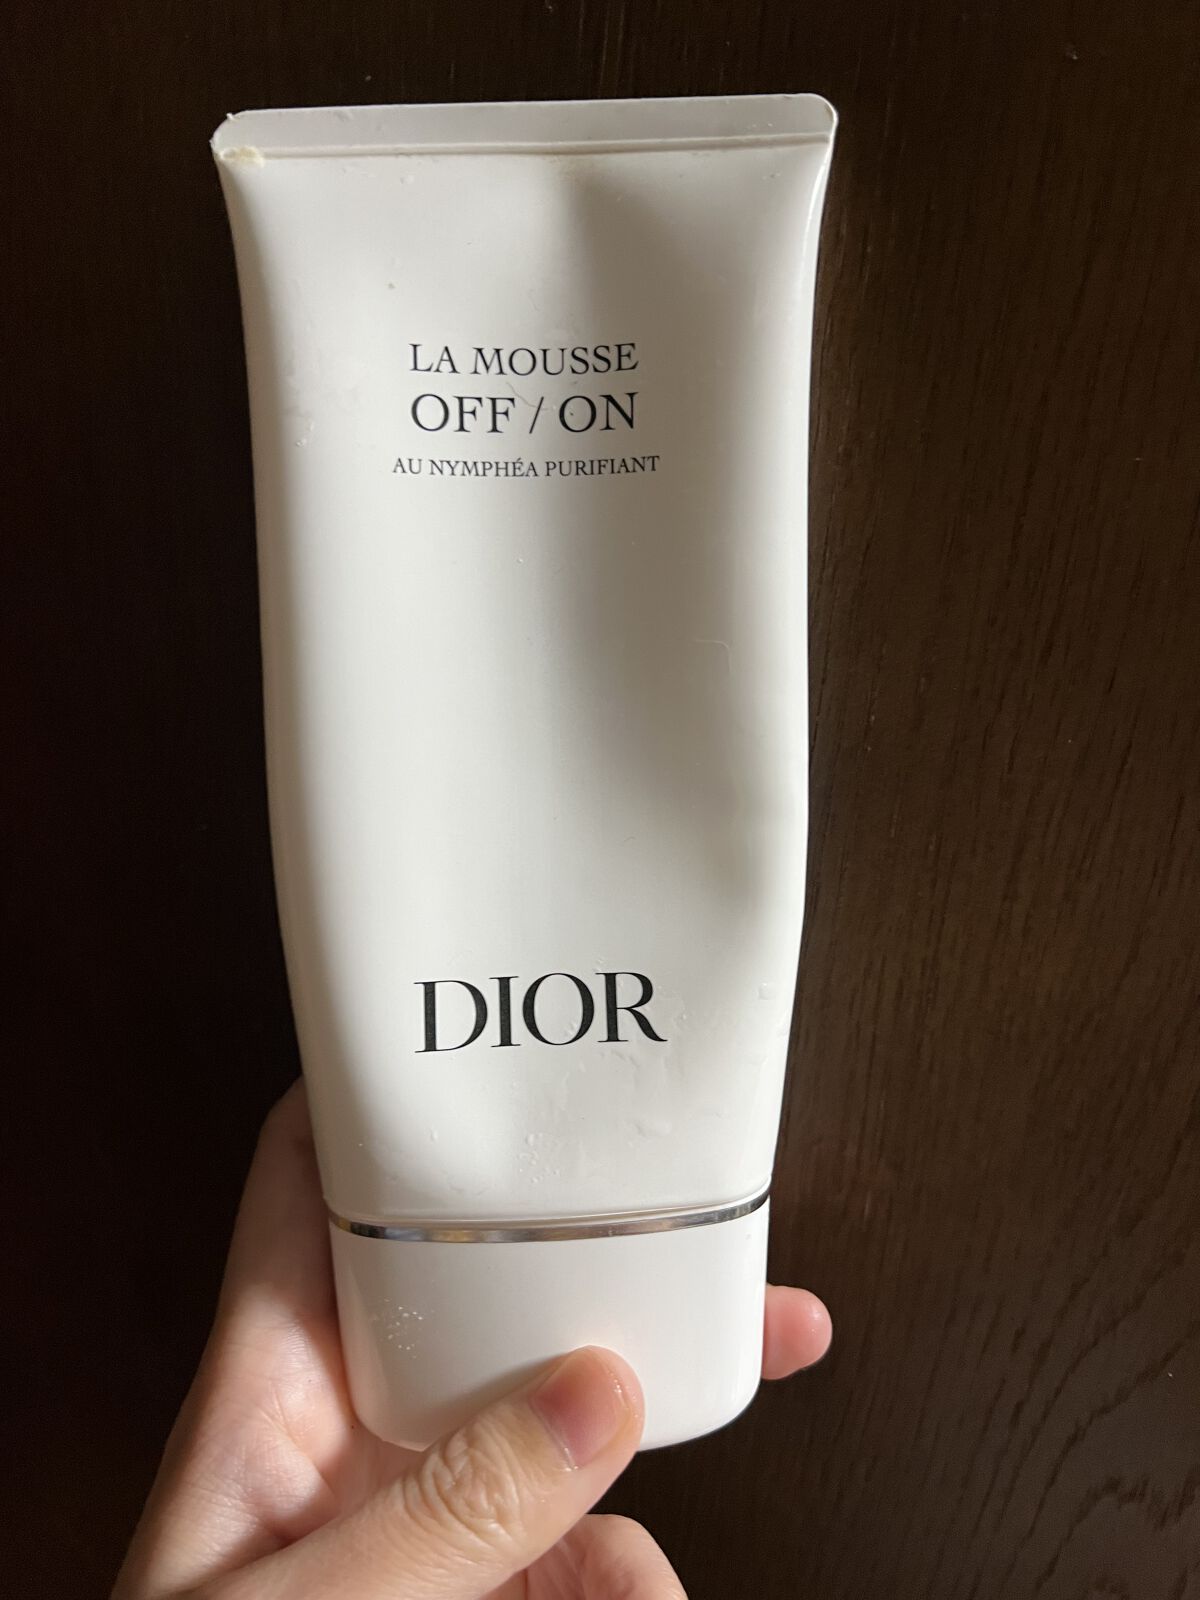 LA MOUSSE
OFF / ON
AU NYMPHÉA PURIFIANT
DIOR